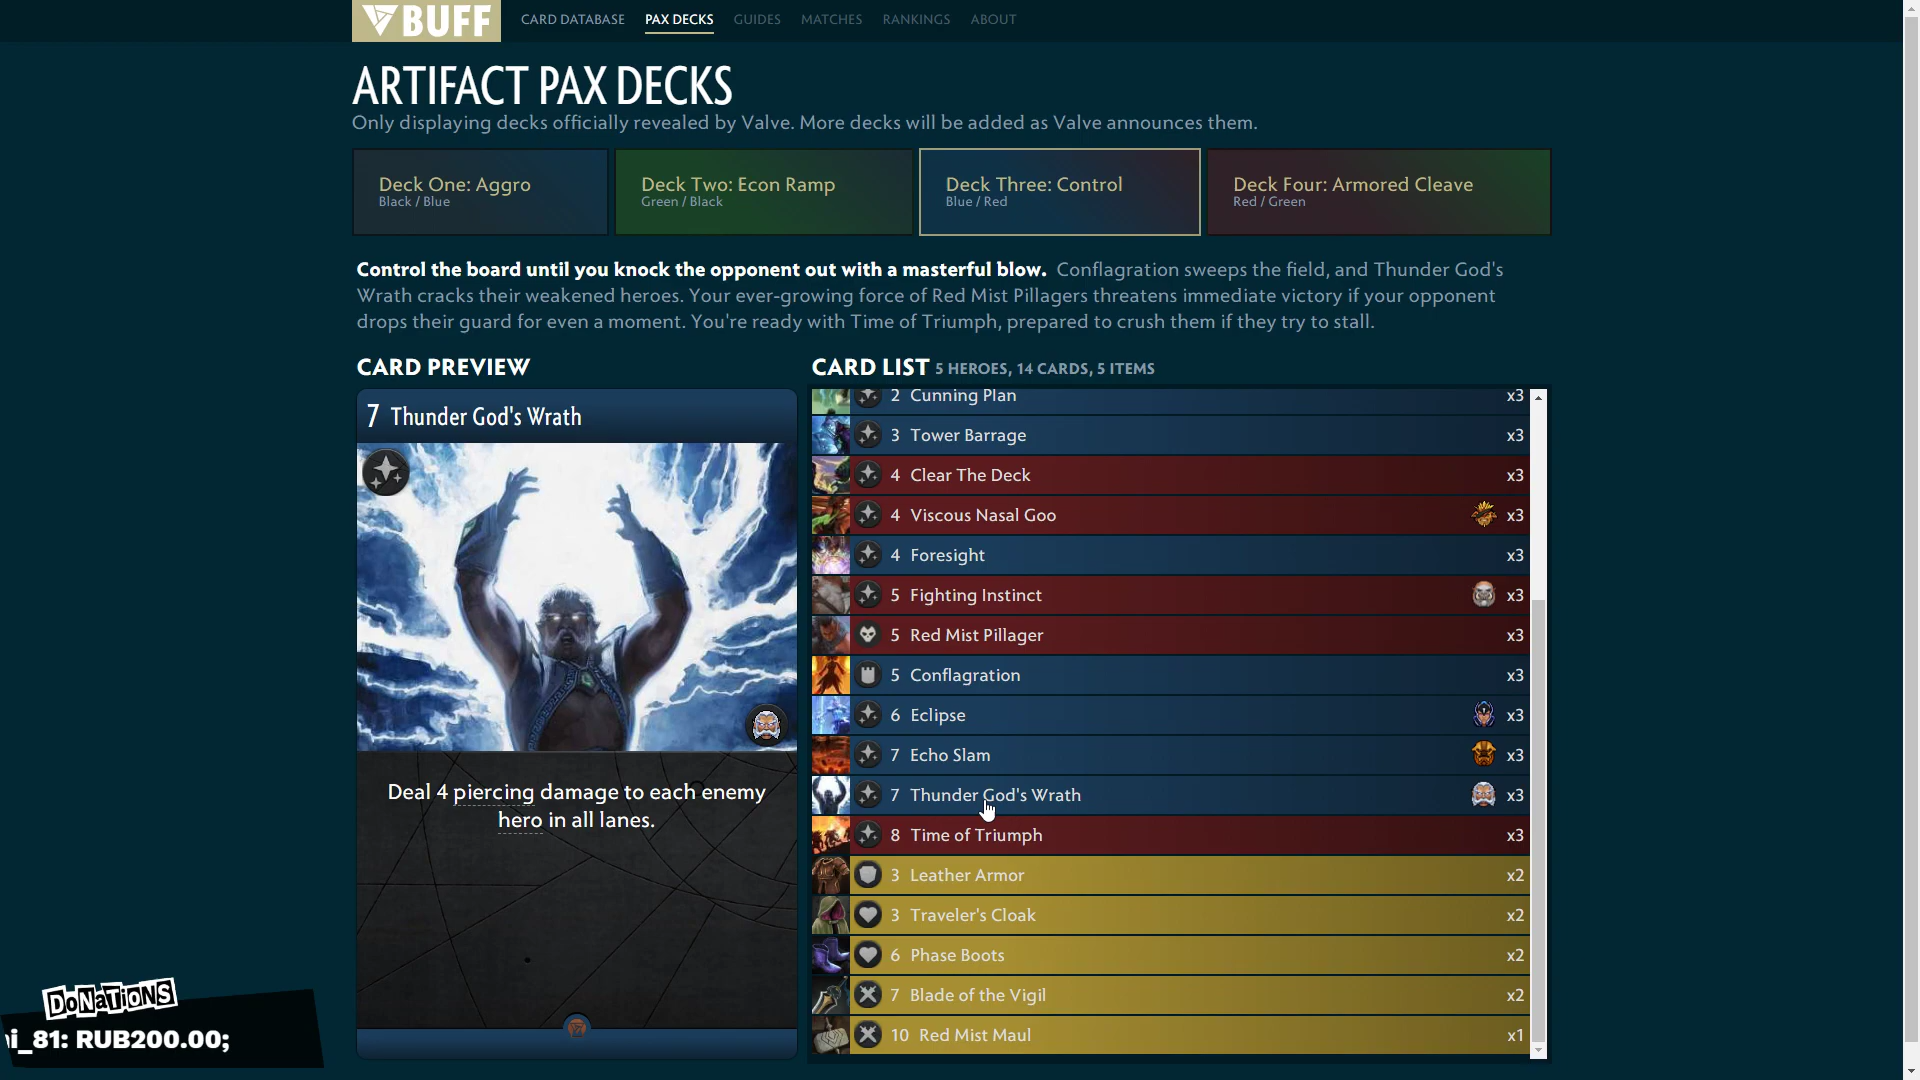 BUFF
CARD DATABASE
PAX DECKS
GUIDES
MATCHES
RANKINGS
ABOUT
ARTIFACT PAX DECKS
Only displaying decks officially revealed by Valve. More decks will be added as Valve announces them.
Deck One: Aggro
Black / Blue
Deck Two: Econ Ramp
Green / Black
Deck Three: Control
Blue / Red
Deck Four: Armored Cleave
Red / Green
Control the board until you knock the opponent out with a masterful blow. Conflagration sweeps the field, and Thunder God's
Wrath cracks their weakened heroes. Your ever-growing force of Red Mist Pillagers threatens immediate victory if your opponent
drops their guard for even a moment. You're ready with Time of Triumph, prepared to crush them if they try to stall.
CARD PREVIEW
7 Thunder God's Wrath
Deal 4 piercing damage to each enemy
hero in all lanes.
CARD LIST 5 HEROES, 14 CARDS, 5 ITEMS
2 Cunning Plan x3
3 Tower Barrage x3
4 Clear The Deck x3
4 Viscous Nasal Goo x3
4 Foresight x3
5 Fighting Instinct x3
5 Red Mist Pillager x3
5 Conflagration x3
6 Eclipse x3
7 Echo Slam x3
7 Thunder God's Wrath x3
8 Time of Triumph x3
3 Leather Armor x2
3 Traveler's Cloak x2
6 Phase Boots x2
7 Blade of the Vigil x2
10 Red Mist Maul x1
DONATIONS
i_81: RUB200.00;